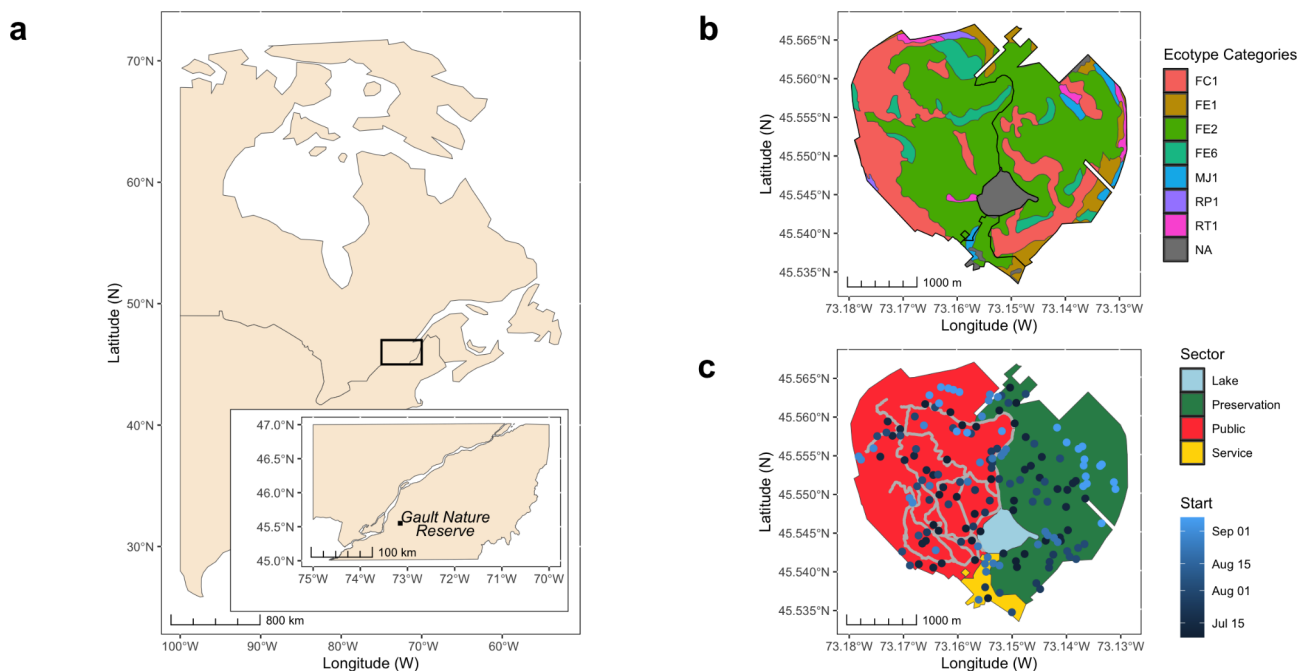 a
70°N
60°N
50°N
40°N
30°N
Latitude (N)
100°W 90°W 80°W 70°W 60°W
Longitude (W)
800 km
47.0°N
46.5°N
46.0°N
45.5°N
45.0°N
Gault Nature
Reserve
100 km
75°W 74°W 73°W 72°W 71°W 70°W
b
45.565°N
45.560°N
45.555°N
45.550°N
45.545°N
45.540°N
45.535°N
Latitude (N)
1000 m
73.18°W 73.17°W 73.16°W 73.15°W 73.14°W 73.13°W
Longitude (W)
Ecotype Categories
FC1
FE1
FE2
FE6
MJ1
RP1
RT1
NA
c
45.565°N
45.560°N
45.555°N
45.550°N
45.545°N
45.540°N
45.535°N
Latitude (N)
1000 m
73.18°W 73.17°W 73.16°W 73.15°W 73.14°W 73.13°W
Longitude (W)
Sector
Lake
Preservation
Public
Service
Start
Sep 01
Aug 15
Aug 01
Jul 15